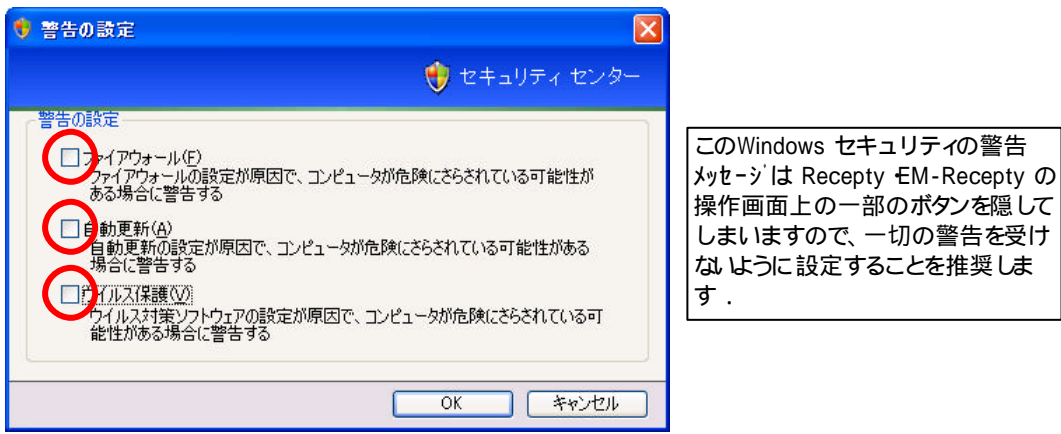 警告の設定
セキュリティ センター
警告の設定
ファイアウォール(F)
ファイアウォールの設定が原因で、コンピュータが危険にさらされている可能性が
ある場合に警告する
自動更新(A)
自動更新の設定が原因で、コンピュータが危険にさらされている可能性がある
場合に警告する
ウイルス保護(V)
ウイルス対策ソフトウェアの設定が原因で、コンピュータが危険にさらされている可
能性がある場合に警告する
OK
キャンセル
このWindows セキュリティの警告
メッセージは Recepty EM-Recepty の
操作画面上の一部のボタンを隠して
しまいますので、一切の警告を受け
ないように設定することを推奨しま
す.